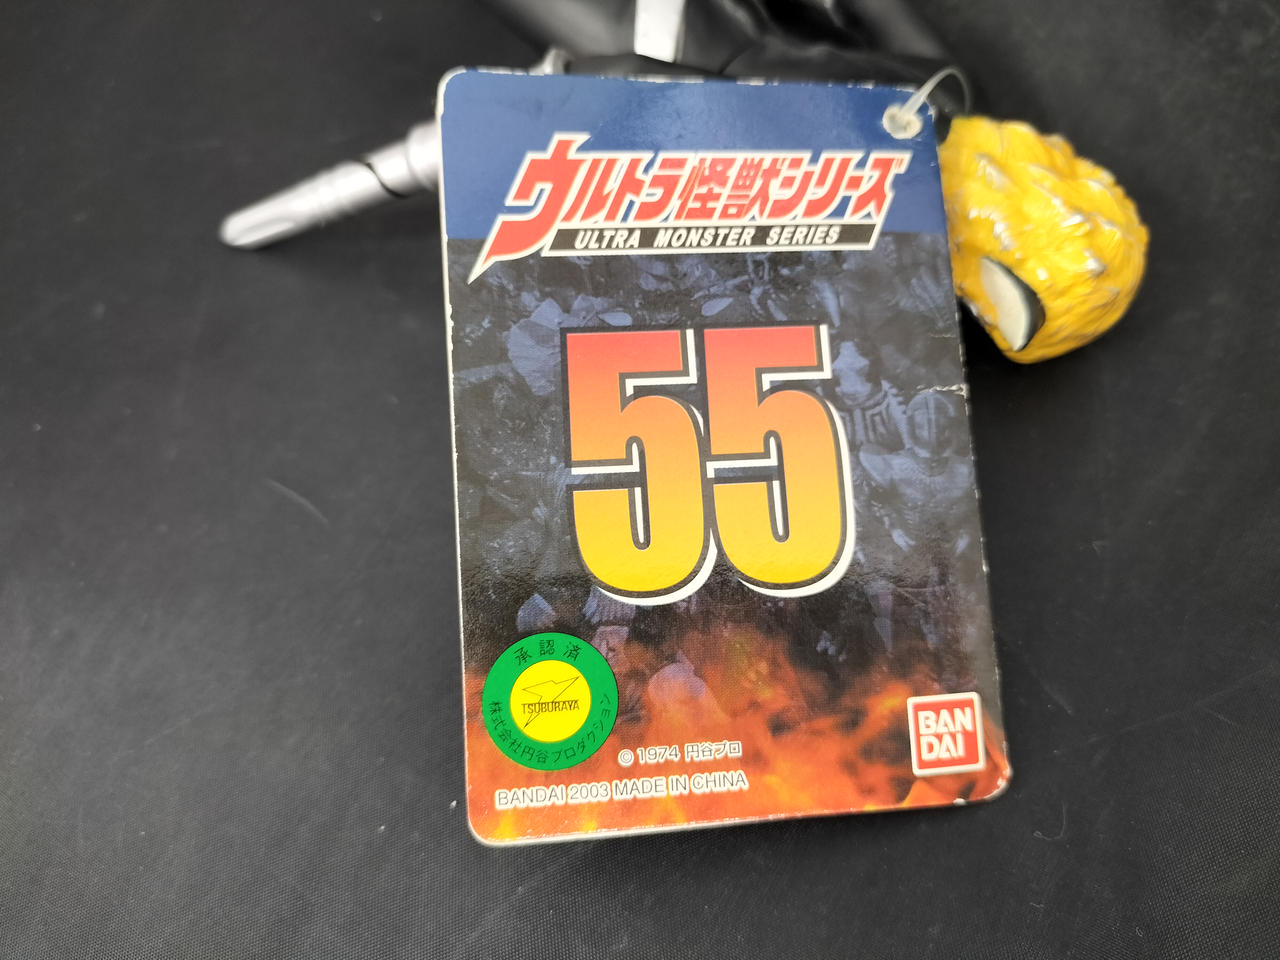 ウルトラ怪獣シリーズ
ULTRA MONSTER SERIES
55
承認済
TSUBURAYA
株式会社円谷プロダクション
© 1974 円谷プロ
BANDAI 2003 MADE IN CHINA
BAN
DAI